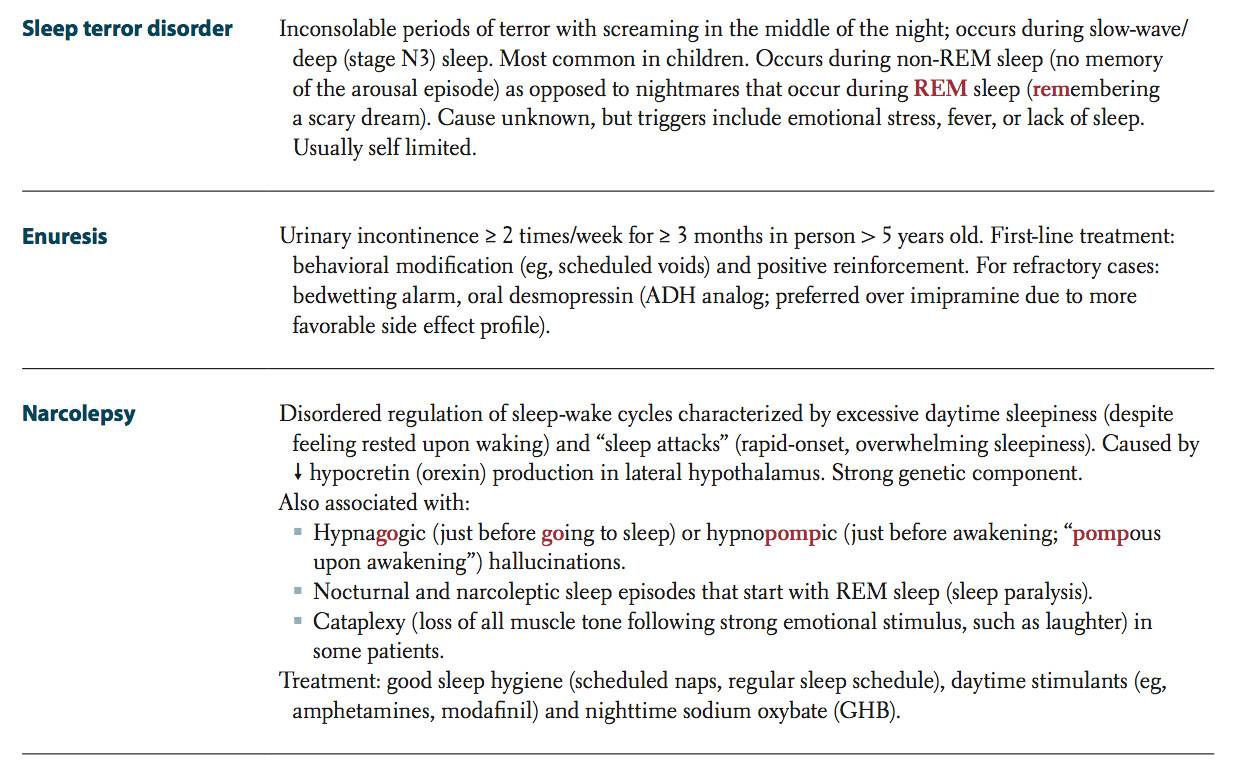 Sleep terror disorder
Inconsolable periods of terror with screaming in the middle of the night; occurs during slow-wave/
deep (stage N3) sleep. Most common in children. Occurs during non-REM sleep (no memory
of the arousal episode) as opposed to nightmares that occur during REM sleep (remembering
a scary dream). Cause unknown, but triggers include emotional stress, fever, or lack of sleep.
Usually self limited.
Enuresis
Urinary incontinence ≥ 2 times/week for ≥ 3 months in person > 5 years old. First-line treatment:
behavioral modification (eg, scheduled voids) and positive reinforcement. For refractory cases:
bedwetting alarm, oral desmopressin (ADH analog; preferred over imipramine due to more
favorable side effect profile).
Narcolepsy
Disordered regulation of sleep-wake cycles characterized by excessive daytime sleepiness (despite
feeling rested upon waking) and “sleep attacks” (rapid-onset, overwhelming sleepiness). Caused by
↓ hypocretin (orexin) production in lateral hypothalamus. Strong genetic component.
Also associated with:
▪ Hypnagogic (just before going to sleep) or hypnopompic (just before awakening; “pompous
upon awakening”) hallucinations.
▪ Nocturnal and narcoleptic sleep episodes that start with REM sleep (sleep paralysis).
▪ Cataplexy (loss of all muscle tone following strong emotional stimulus, such as laughter) in
some patients.
Treatment: good sleep hygiene (scheduled naps, regular sleep schedule), daytime stimulants (eg,
amphetamines, modafinil) and nighttime sodium oxybate (GHB).